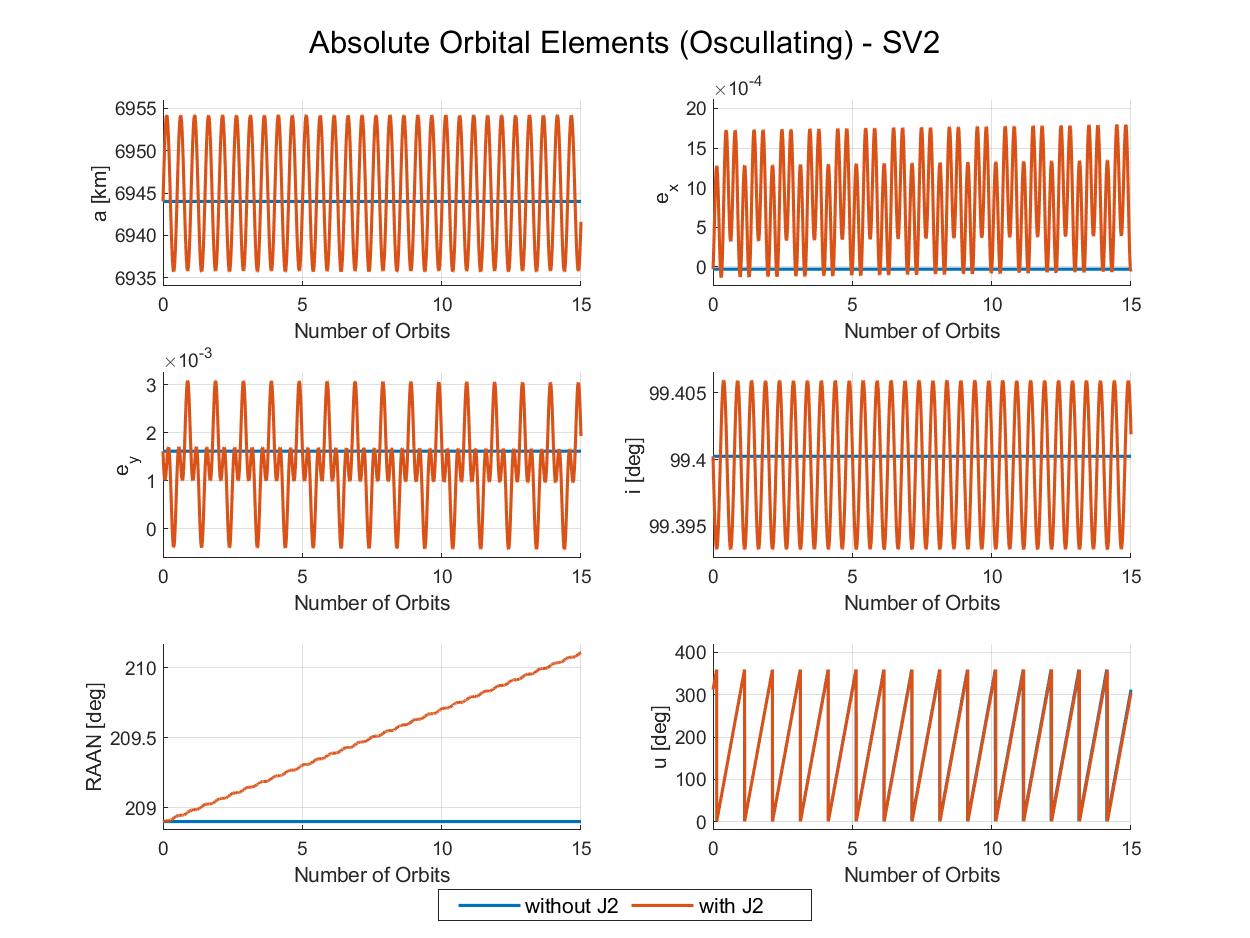 Absolute Orbital Elements (Oscullating) - SV2
6955
6950
6945
6940
6935
a [km]
0 5 10 15
Number of Orbits
×10-4
20
15
10
5
0
ex
0 5 10 15
Number of Orbits
×10-3
3
2
1
0
ey
0 5 10 15
Number of Orbits
99.405
99.4
99.395
i [deg]
0 5 10 15
Number of Orbits
210
209.5
209
RAAN [deg]
0 5 10 15
Number of Orbits
400
300
200
100
0
u [deg]
0 5 10 15
Number of Orbits
without J2 with J2